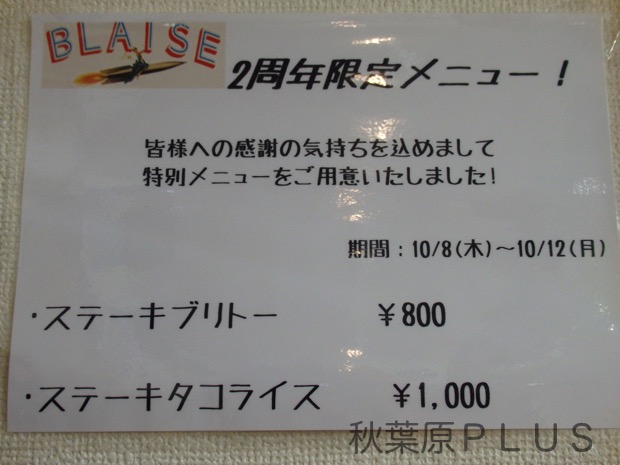 BLAISE
2周年限定メニュー!
皆様への感謝の気持ちを込めまして
特別メニューをご用意いたしました!
期間:10/8(木)~10/12(月)
・ステーキブリトー ¥800
・ステーキタコライス ¥1,000
秋葉原PLUS